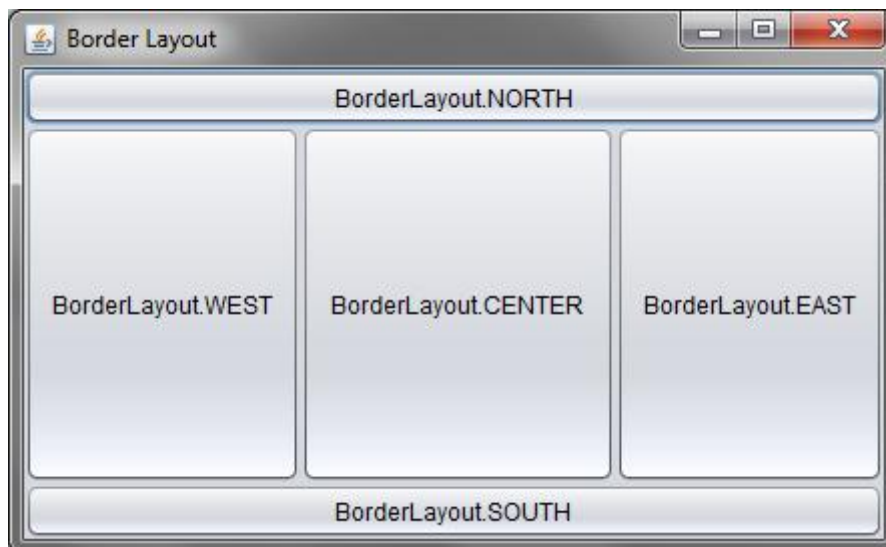 Border Layout
BorderLayout.NORTH
BorderLayout.WEST
BorderLayout.CENTER
BorderLayout.EAST
BorderLayout.SOUTH